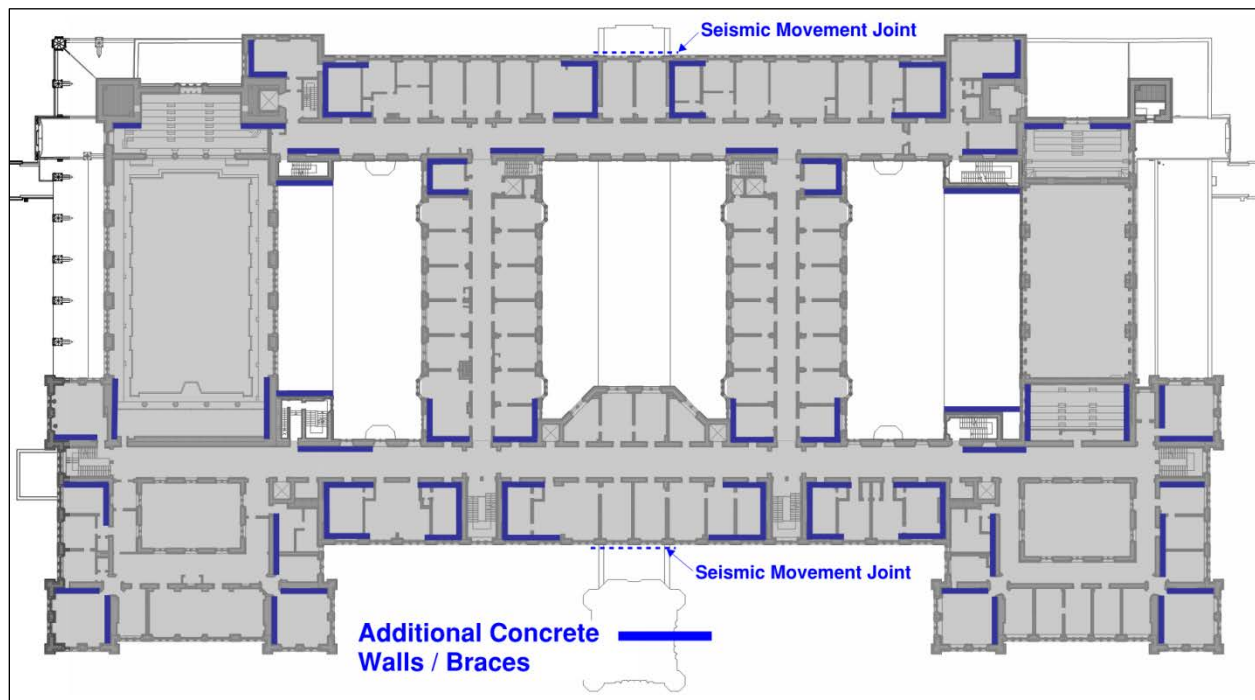 Seismic Movement Joint
Seismic Movement Joint
Additional Concrete
Walls / Braces